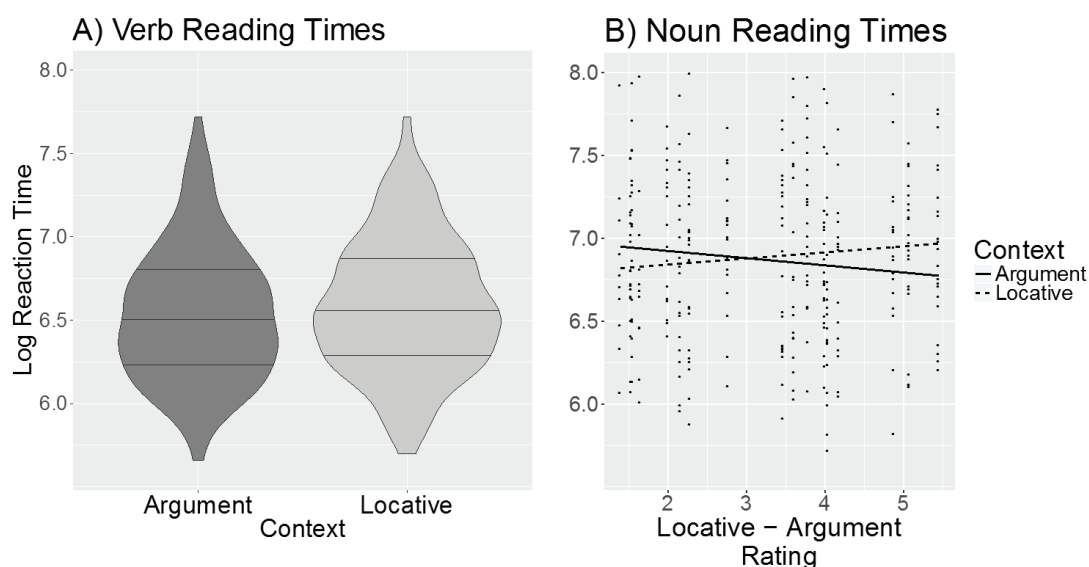 A) Verb Reading Times
Log Reaction Time
8.0
7.5
7.0
6.5
6.0
Argument
Locative
Context
B) Noun Reading Times
8.0
7.5
7.0
6.5
6.0
2
3
4
5
Locative − Argument
Rating
Context
Argument
Locative